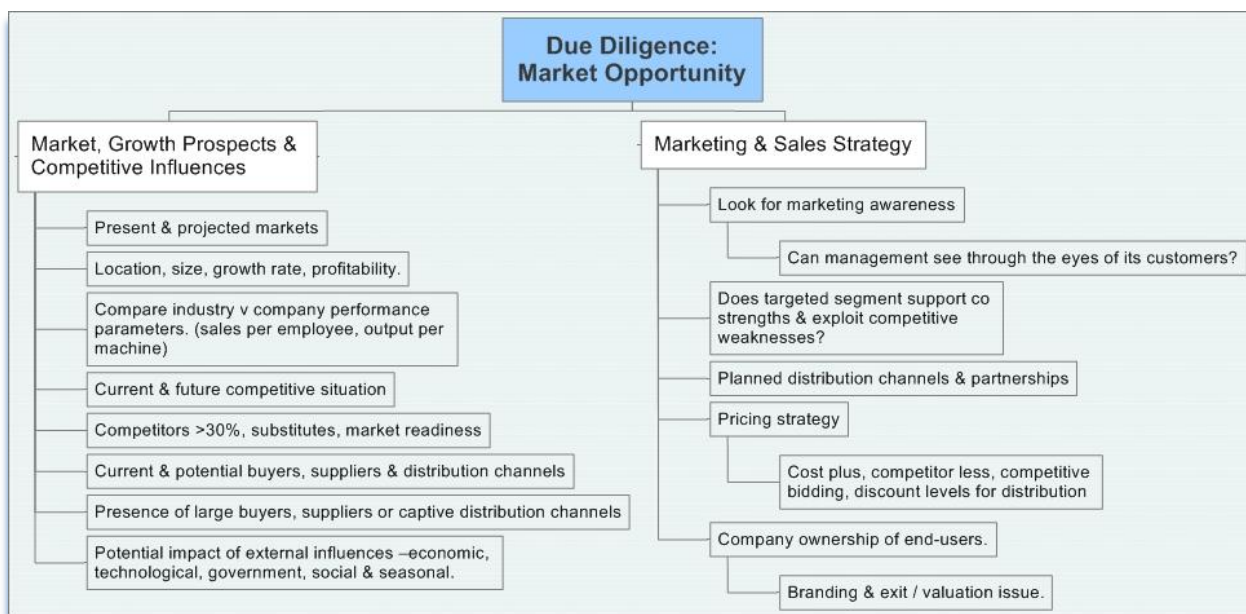 Due Diligence:
Market Opportunity
Market, Growth Prospects &
Competitive Influences
Present & projected markets
Location, size, growth rate, profitability.
Compare industry v company performance
parameters. (sales per employee, output per
machine)
Current & future competitive situation
Competitors >30%, substitutes, market readiness
Current & potential buyers, suppliers & distribution channels
Presence of large buyers, suppliers or captive distribution channels
Potential impact of external influences –economic,
technological, government, social & seasonal.
Marketing & Sales Strategy
Look for marketing awareness
Can management see through the eyes of its customers?
Does targeted segment support co
strengths & exploit competitive
weaknesses?
Planned distribution channels & partnerships
Pricing strategy
Cost plus, competitor less, competitive
bidding, discount levels for distribution
Company ownership of end-users.
Branding & exit / valuation issue.